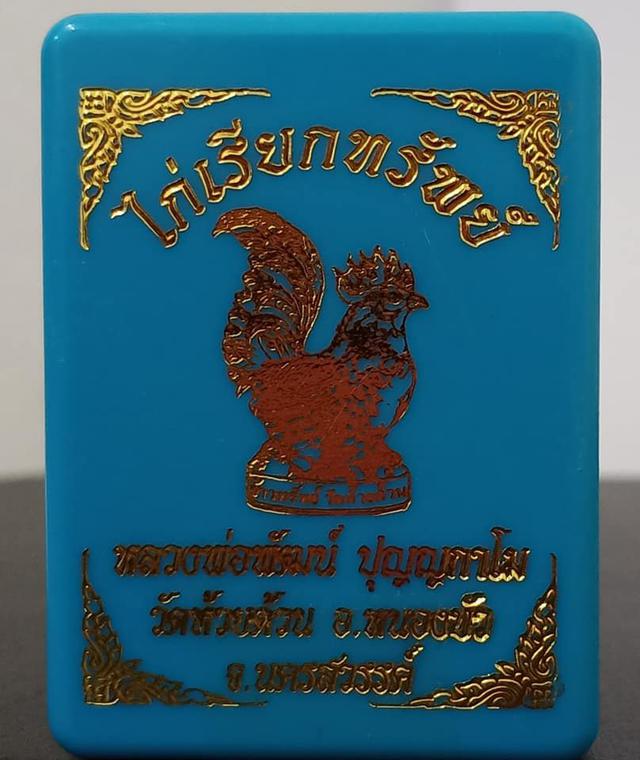 ไก่เรียกทรัพย์
หลวงพ่อพัฒน์ ปุญญกาโม
วัดห้วยด้วน อ.หนองบัว
จ.นครสวรรค์